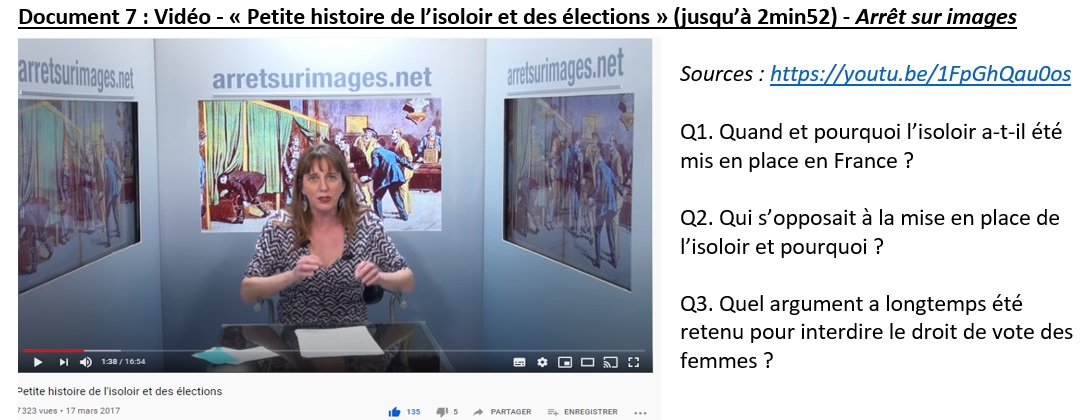 Document 7 : Vidéo - « Petite histoire de l’isoloir et des élections » (jusqu’à 2min52) - Arrêt sur images
arretsurimages.net
arretsurimages.net
arretsurimages.net
1:38 / 16:54
Petite histoire de l'isoloir et des élections
7 323 vues • 17 mars 2017
135
5
PARTAGER
ENREGISTRER
Sources : https://youtu.be/1FpGhQau0os
Q1. Quand et pourquoi l’isoloir a-t-il été
mis en place en France ?
Q2. Qui s’opposait à la mise en place de
l’isoloir et pourquoi ?
Q3. Quel argument a longtemps été
retenu pour interdire le droit de vote des
femmes ?